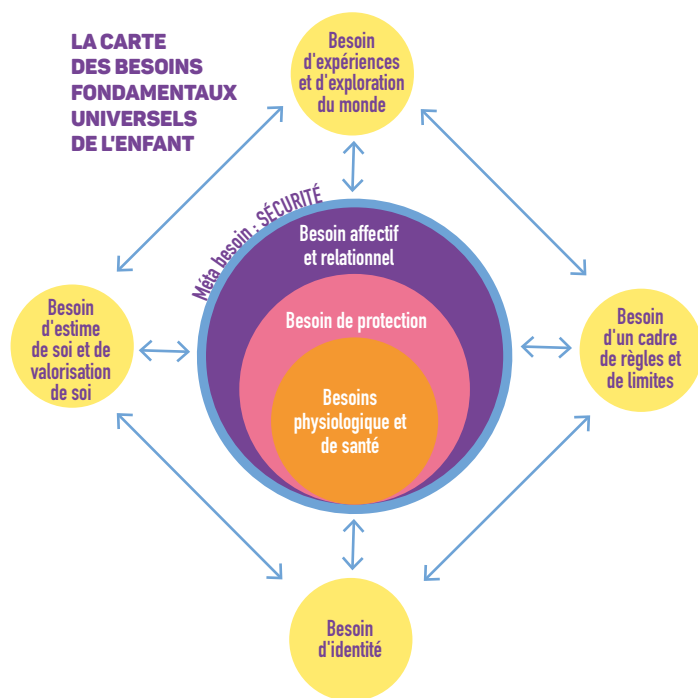 LA CARTE
DES BESOINS
FONDAMENTAUX
UNIVERSELS
DE L'ENFANT
Besoin
d'expériences
et d'exploration
du monde
Méta besoin : SÉCURITÉ
Besoin affectif
et relationnel
Besoin de protection
Besoins
physiologique et
de santé
Besoin
d'estime
de soi et de
valorisation
de soi
Besoin
d'un cadre
de règles et
de limites
Besoin
d'identité